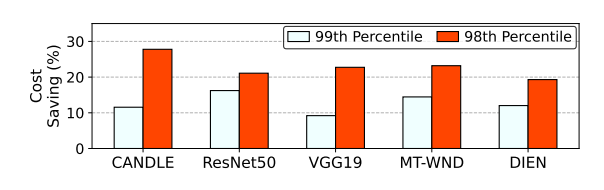 99th Percentile 98th Percentile
Cost
Saving (%)
30
20
10
0
CANDLE ResNet50 VGG19 MT-WND DIEN